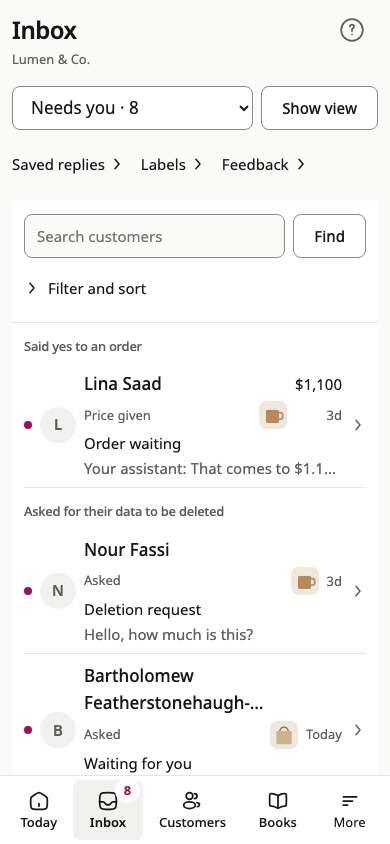 Inbox
Lumen & Co.
Needs you · 8
Show view
Saved replies
Labels
Feedback
Search customers
Find
Filter and sort
Said yes to an order
Lina Saad
$1,100
L
Price given
3d
Order waiting
Your assistant: That comes to $1.1...
Asked for their data to be deleted
Nour Fassi
N
Asked
3d
Deletion request
Hello, how much is this?
Bartholomew
Featherstonehaugh-...
B
Asked
Today
Waiting for you
8
Today
Inbox
Customers
Books
More